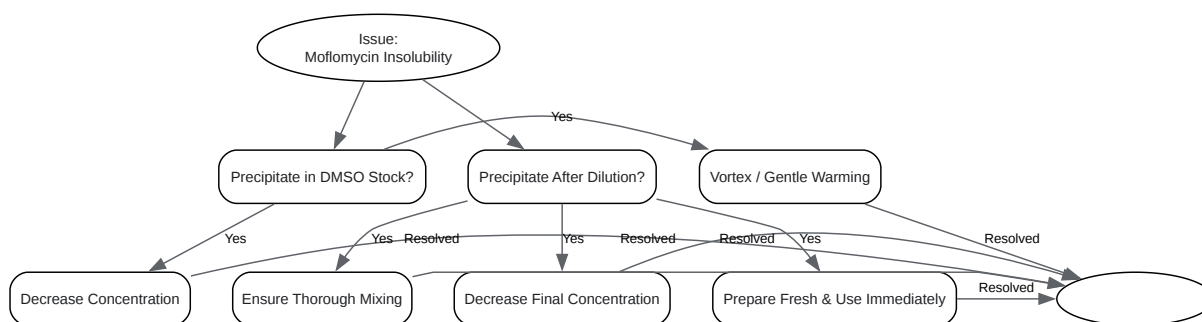 Issue:
Moflomycin Insolubility
Yes
Precipitate in DMSO Stock?
Precipitate After Dilution?
Vortex / Gentle Warming
Yes
Yes
Resolved
Yes
Resolved
Resolved
Yes
Resolved
Decrease Concentration
Ensure Thorough Mixing
Decrease Final Concentration
Prepare Fresh & Use Immediately
Resolved